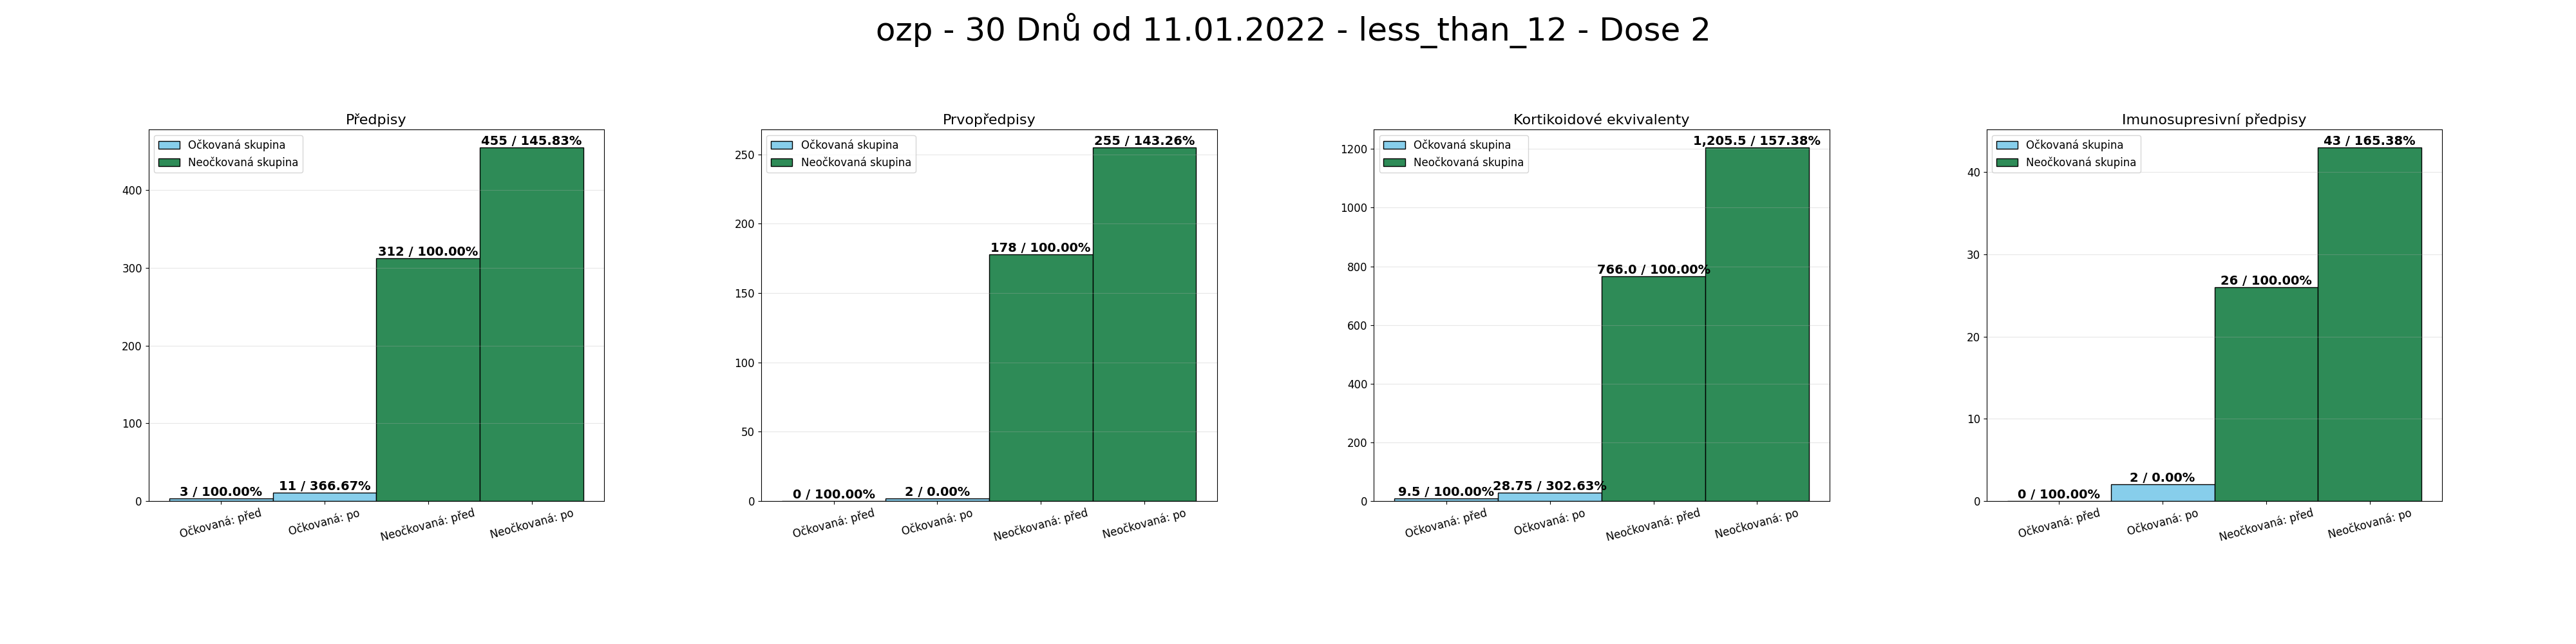 ozp - 30 Dnů od 11.01.2022 - less_than_12 - Dose 2
Předpisy
Očkovaná skupina
Neočkovaná skupina
455 / 145.83%
312 / 100.00%
3 / 100.00%
11 / 366.67%
400
300
200
100
0
Očkovaná: před
Očkovaná: po
Neočkovaná: před
Neočkovaná: po
Prvopředpisy
Očkovaná skupina
Neočkovaná skupina
255 / 143.26%
178 / 100.00%
0 / 100.00%
2 / 0.00%
250
200
150
100
50
0
Očkovaná: před
Očkovaná: po
Neočkovaná: před
Neočkovaná: po
Kortikoidové ekvivalenty
Očkovaná skupina
Neočkovaná skupina
1,205.5 / 157.38%
766.0 / 100.00%
9.5 / 100.00%
28.75 / 302.63%
1200
1000
800
600
400
200
0
Očkovaná: před
Očkovaná: po
Neočkovaná: před
Neočkovaná: po
Imunosupresivní předpisy
Očkovaná skupina
Neočkovaná skupina
43 / 165.38%
26 / 100.00%
0 / 100.00%
2 / 0.00%
40
30
20
10
0
Očkovaná: před
Očkovaná: po
Neočkovaná: před
Neočkovaná: po